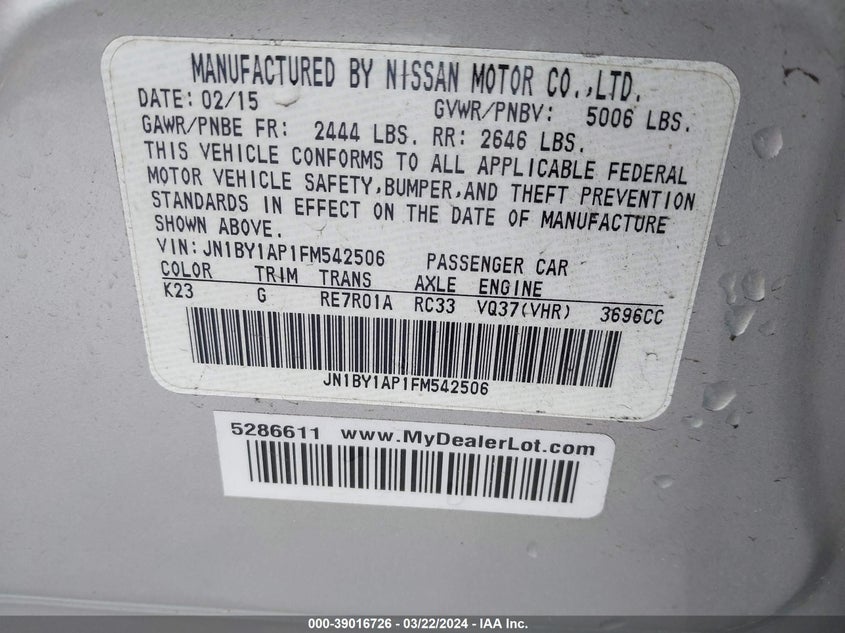 MANUFACTURED BY NISSAN MOTOR CO.,LTD.
DATE: 02/15 GVWR/PNBV: 5006 LBS.
GAWR/PNBE FR: 2444 LBS. RR: 2646 LBS.
THIS VEHICLE CONFORMS TO ALL APPLICABLE FEDERAL
MOTOR VEHICLE SAFETY,BUMPER,AND THEFT PREVENTION
STANDARDS IN EFFECT ON THE DATE OF MANUFACTURE
SHOWN ABOVE.
VIN: JN1BY1AP1FM542506 PASSENGER CAR
COLOR TRIM TRANS AXLE ENGINE
K23 G RE7R01A RC33 VQ37(VHR) 3696CC
JN1BY1AP1FM542506
5286611 www.MyDealerLot.com
000-39016726 - 03/22/2024 - IAA Inc.